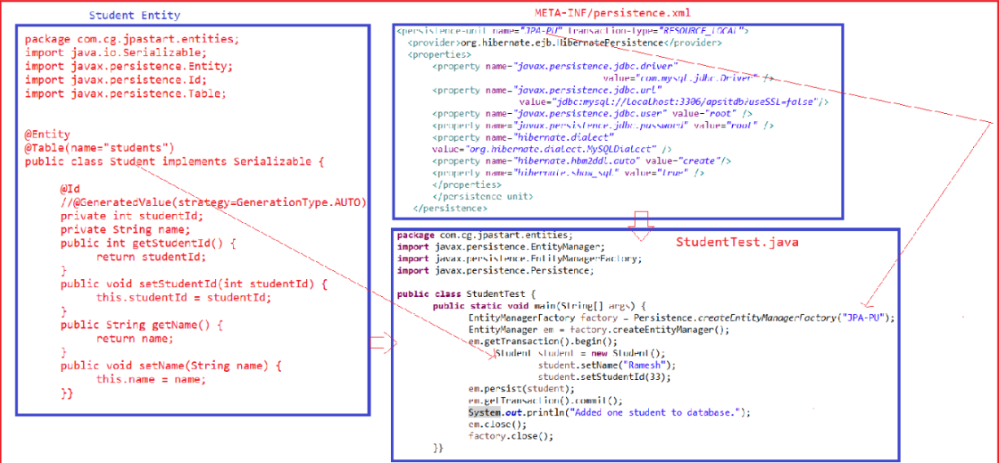 Student Entity
package com.cg.jpastart.entities;
import java.io.Serializable;
import javax.persistence.Entity;
import javax.persistence.Id;
import javax.persistence.Table;
@Entity
@Table(name="students")
public class Student implements Serializable {
@Id
//@GeneratedValue(strategy=GenerationType.AUTO)
private int studentId;
private String name;
public int getStudentId() {
return studentId;
}
public void setStudentId(int studentId) {
this.studentId = studentId;
}
public String getName() {
return name;
}
public void setName(String name) {
this.name = name;
}}
META-INF/persistence.xml
<persistence-unit name="JPA-PU" transaction-type="RESOURCE_LOCAL">
<provider>org.hibernate.ejb.HibernatePersistence</provider>
<properties>
<property name="javax.persistence.jdbc.driver"
value="com.mysql.jdbc.Driver" />
<property name="javax.persistence.jdbc.url"
value="jdbc:mysql://localhost:3306/apsitdb?useSSL=false"/>
<property name="javax.persistence.jdbc.user" value="root" />
<property name="javax.persistence.jdbc.password" value="root" />
<property name="hibernate.dialect"
value="org.hibernate.dialect.MySQLDialect" />
<property name="hibernate.hbm2ddl.auto" value="create"/>
<property name="hibernate.show_sql" value="true" />
</properties>
</persistence-unit>
</persistence>
StudentTest.java
package com.cg.jpastart.entities;
import javax.persistence.EntityManager;
import javax.persistence.EntityManagerFactory;
import javax.persistence.Persistence;
public class StudentTest {
public static void main(String[] args) {
EntityManagerFactory factory = Persistence.createEntityManagerFactory("JPA-PU");
EntityManager em = factory.createEntityManager();
em.getTransaction().begin();
Student student = new Student();
student.setName("Ramesh");
student.setStudentId(33);
em.persist(student);
em.getTransaction().commit();
System.out.println("Added one student to database.");
em.close();
factory.close();
}}